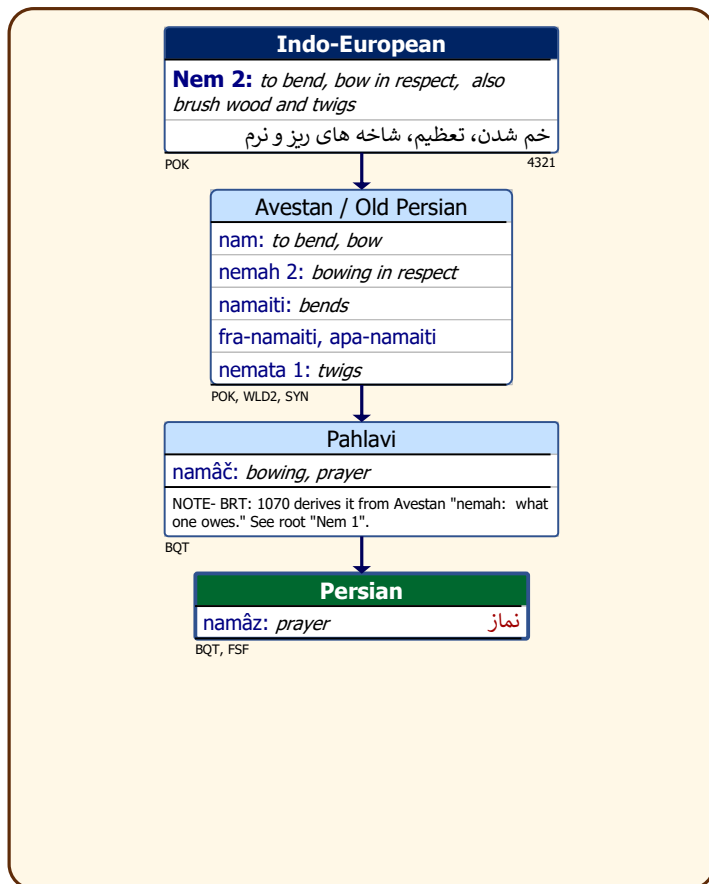 Indo-European
Nem 2: to bend, bow in respect, also
brush wood and twigs
خم شدن، تعظیم، شاخه های ریز و نرم
POK 4321
Avestan / Old Persian
nam: to bend, bow
nemah 2: bowing in respect
namaiti: bends
fra-namaiti, apa-namaiti
nemata 1: twigs
POK, WLD2, SYN
Pahlavi
namâč: bowing, prayer
NOTE- BRT: 1070 derives it from Avestan "nemah: what
one owes." See root "Nem 1".
BQT
Persian
namâz: prayer نماز
BQT, FSF